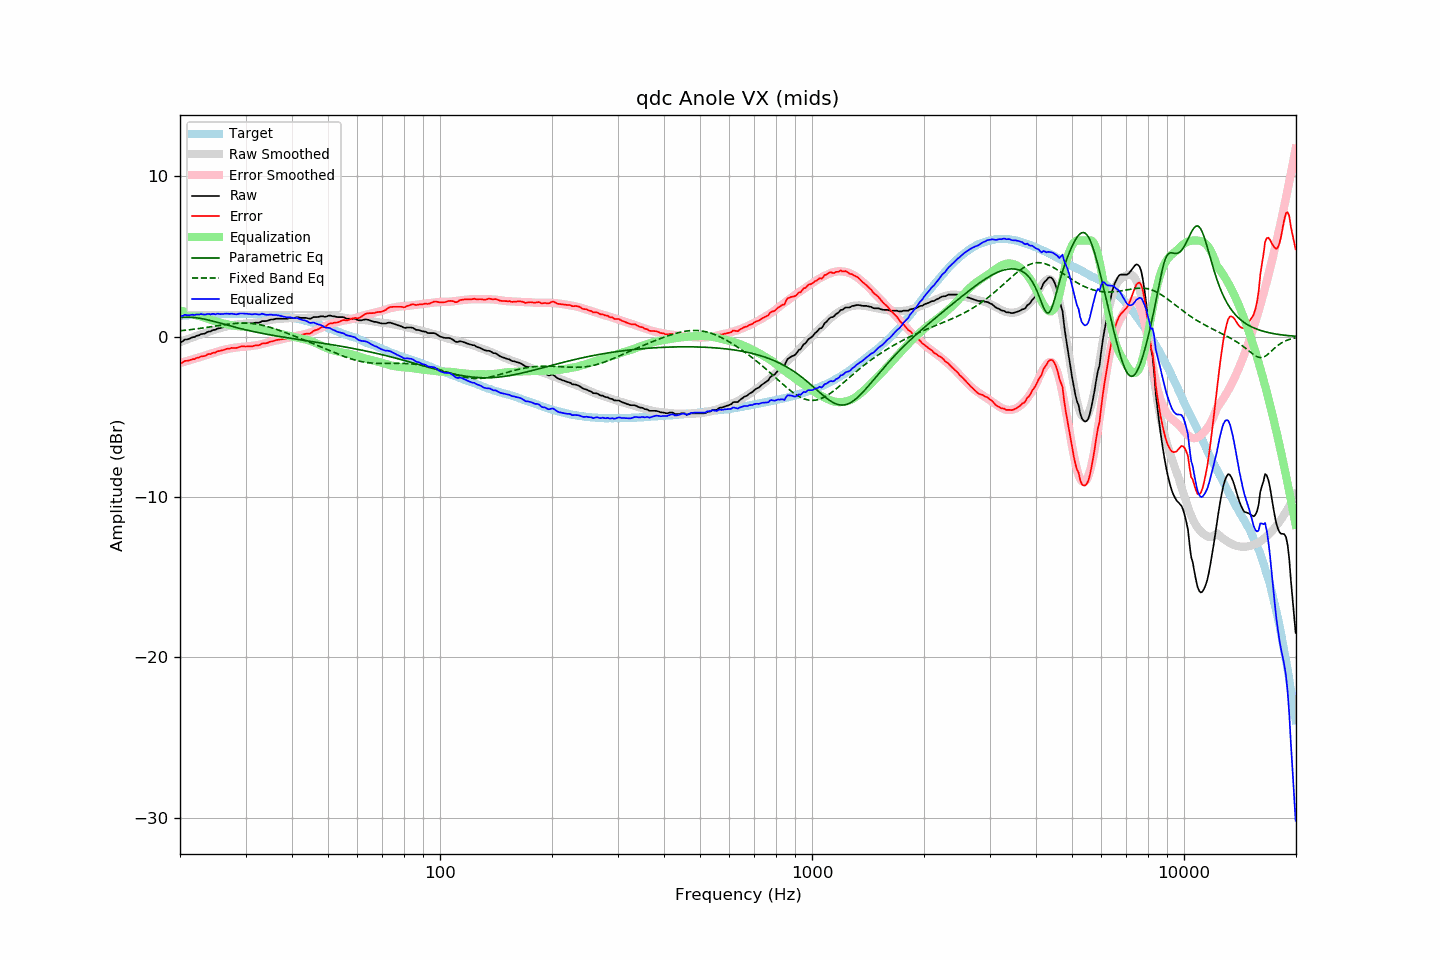 qdc Anole VX (mids)
Target
Raw Smoothed
Error Smoothed
Raw
Error
Equalization
Parametric Eq
Fixed Band Eq
Equalized
10
0
−10
−20
−30
Amplitude (dBr)
100
1000
10000
Frequency (Hz)